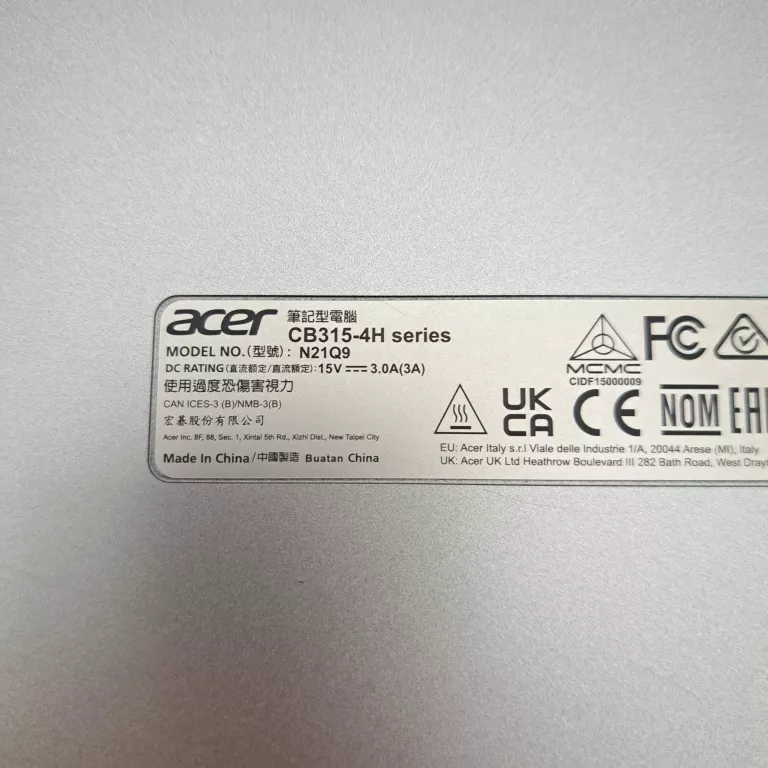 acer 筆記型電腦
CB315-4H series
MODEL NO.(型號): N21Q9
DC RATING(直流額定/直流额定): 15V ⎓ 3.0A(3A)
使用過度恐傷害視力
CAN ICES-3 (B)/NMB-3(B)
宏碁股份有限公司
Acer Inc. 8F, 88, Sec. 1, Xintai 5th Rd., Xizhi Dist., New Taipei City
Made In China/中國製造 Buatan China
MCMC
CIDF15000009
FC
UK
CA
CE
NOM
EAC
EU: Acer Italy s.r.l Viale delle Industrie 1/A, 20044 Arese (MI), Italy
UK: Acer UK Ltd Heathrow Boulevard III 282 Bath Road, West Dray